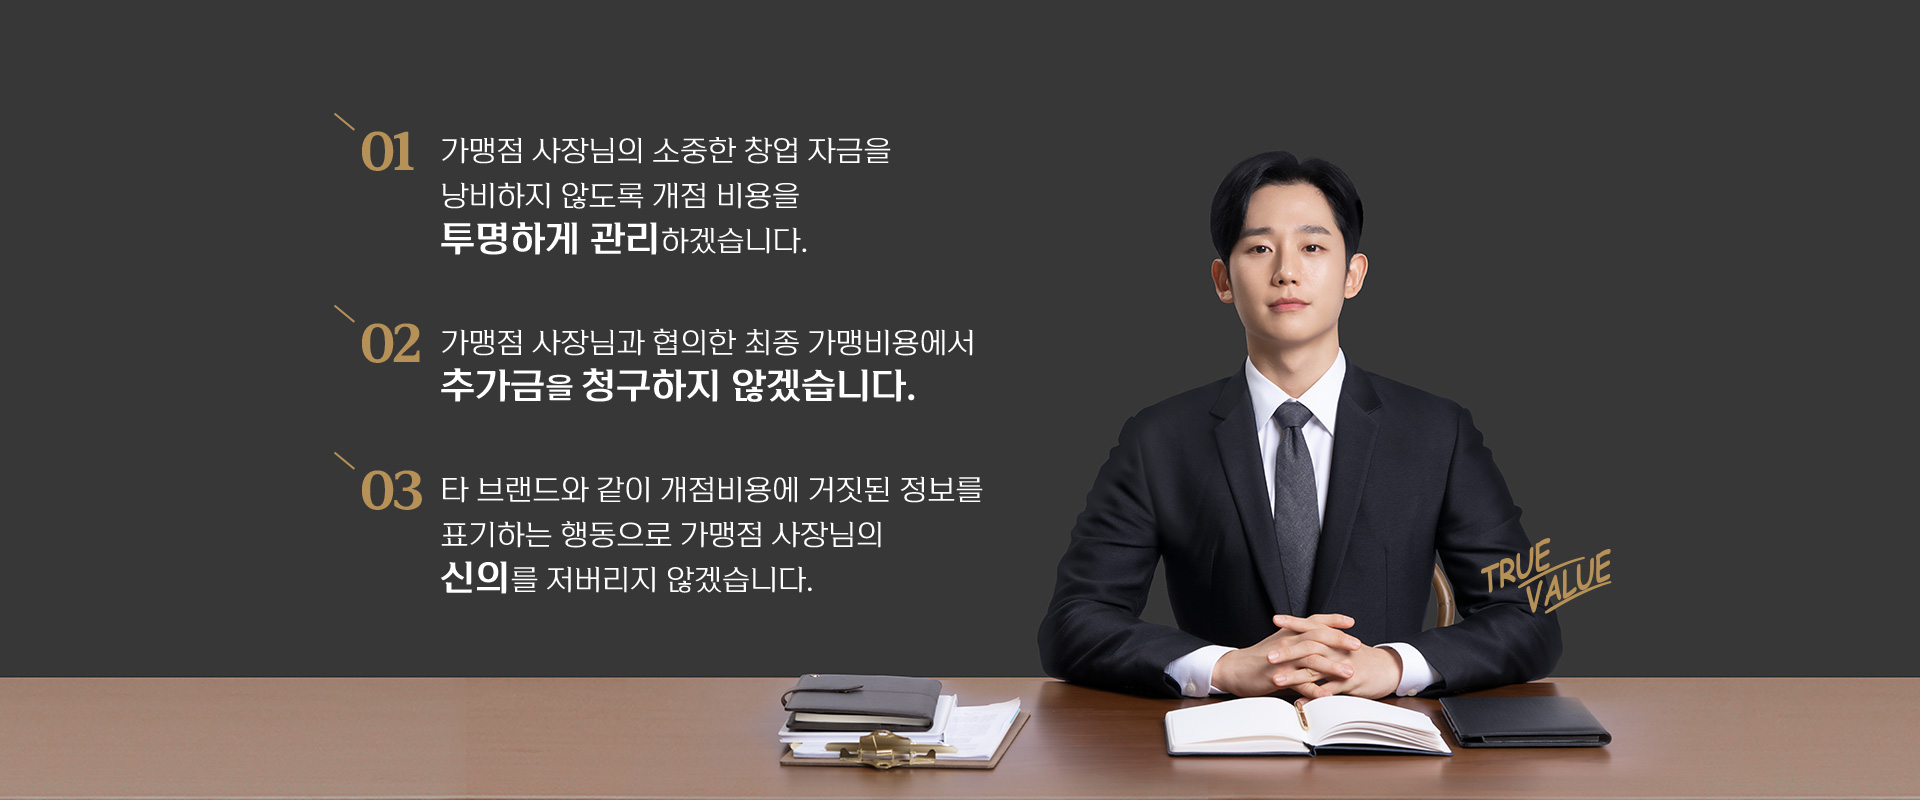 01
가맹점 사장님의 소중한 창업 자금을
낭비하지 않도록 개점 비용을
투명하게 관리하겠습니다.
02
가맹점 사장님과 협의한 최종 가맹비용에서
추가금을 청구하지 않겠습니다.
03
타 브랜드와 같이 개점비용에 거짓된 정보를
표기하는 행동으로 가맹점 사장님의
신의를 저버리지 않겠습니다.
TRUE
VALUE